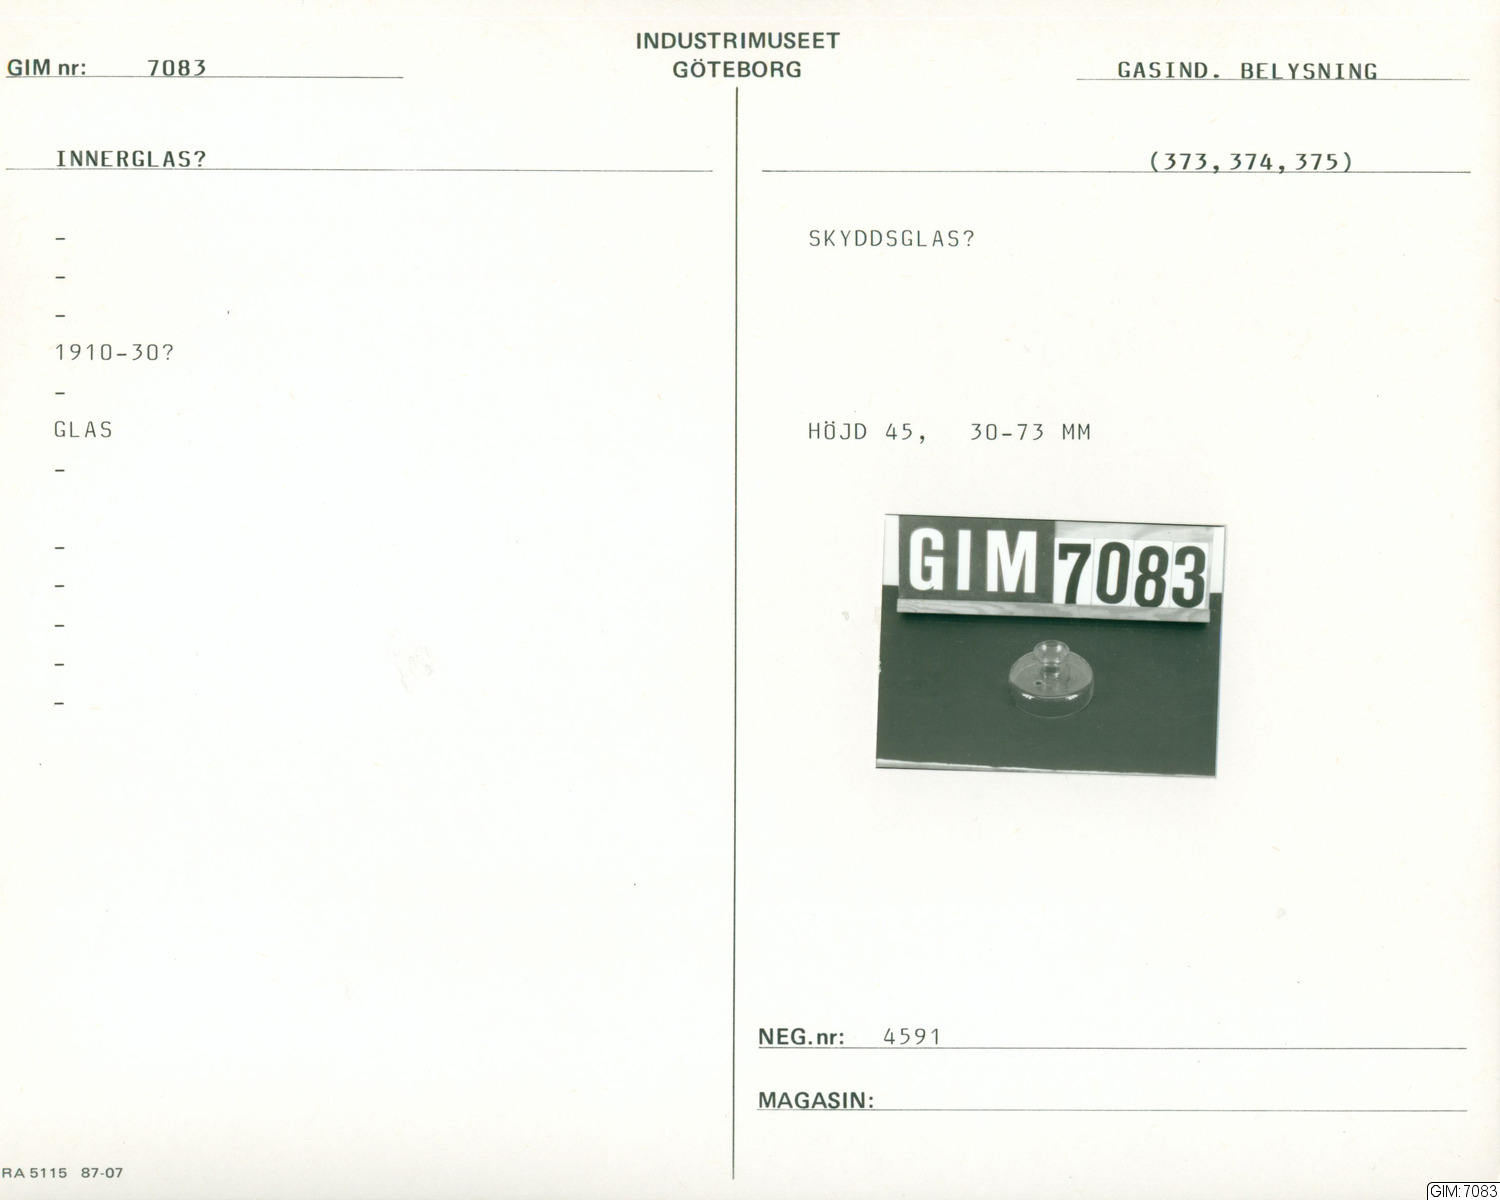 INDUSTRIMUSEET
GÖTEBORG
GIM nr: 7083
GASIND. BELYSNING
INNERGLAS?
(373,374,375)
-
SKYDDSGLAS?
-
-
1910-30?
-
GLAS
HÖJD 45, 30-73 MM
-
GIM 7083
-
-
-
-
-
NEG.nr: 4591
MAGASIN:
RA 5115 87-07
GIM:7083